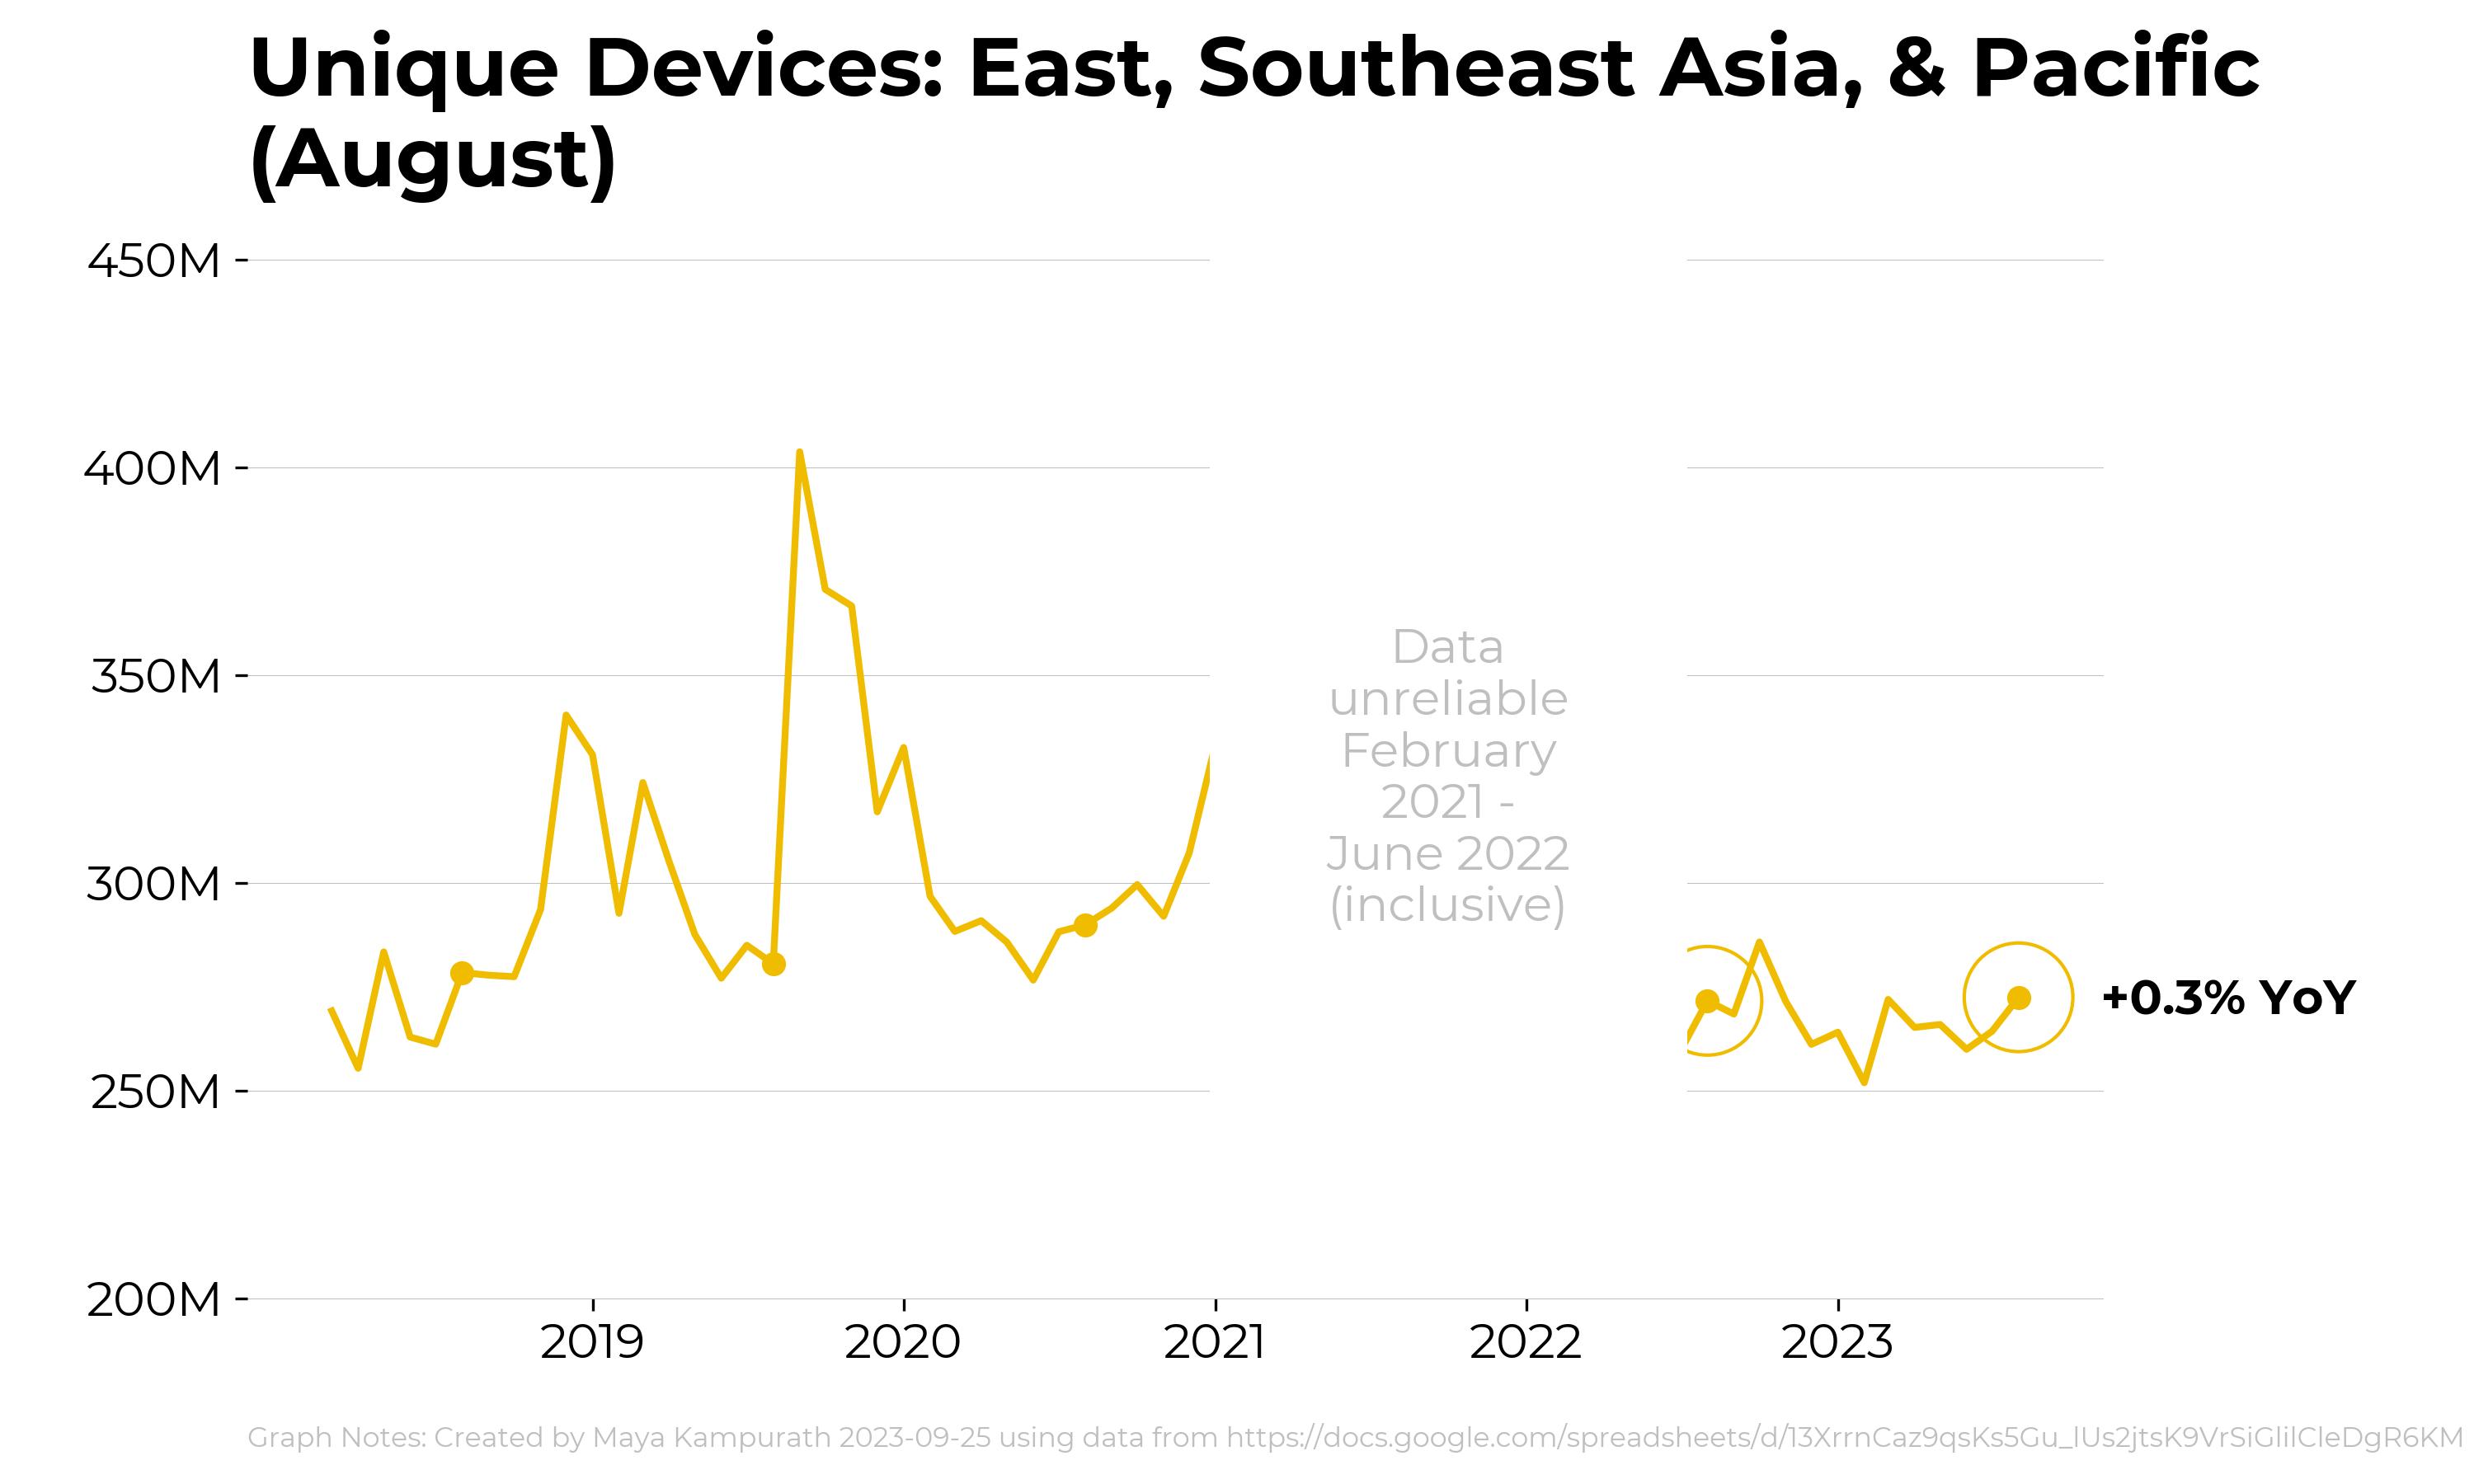 Unique Devices: East, Southeast Asia, & Pacific
(August)
450M
400M
350M
300M
250M
200M
Data
unreliable
February
2021 -
June 2022
(inclusive)
+0.3% YoY
2019
2020
2021
2022
2023
Graph Notes: Created by Maya Kampurath 2023-09-25 using data from https://docs.google.com/spreadsheets/d/13XrrnCaz9qsKs5Gu_lUs2jtsK9VrSiGlilCleDgR6KM